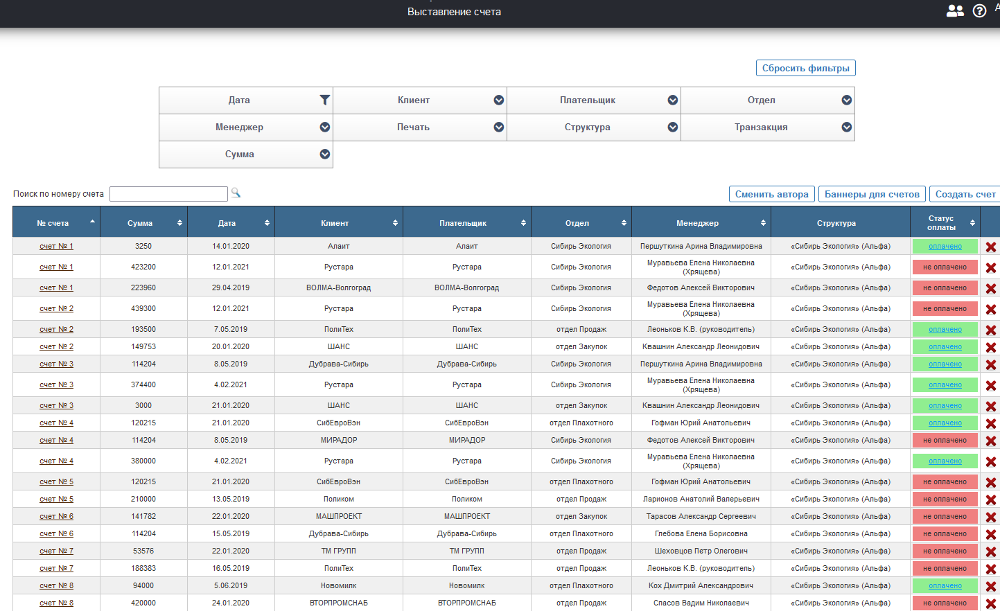 Выставление счета
А
Сбросить фильтры
Дата Клиент Плательщик Отдел
Менеджер Печать Структура Транзакция
Сумма
Поиск по номеру счета Сменить автора Баннеры для счетов Создать счет
№ счета Сумма Дата Клиент Плательщик Отдел Менеджер Структура Статус оплаты
счет № 1 3250 14.01.2020 Алаит Алаит Сибирь Экология Першуткина Арина Владимировна «Сибирь Экология» (Альфа) оплачено
счет № 1 423200 12.01.2021 Рустара Рустара Сибирь Экология Муравьева Елена Николаевна (Хрящева) «Сибирь Экология» (Альфа) не оплачено
счет № 1 223960 29.04.2019 ВОЛМА-Волгоград ВОЛМА-Волгоград Сибирь Экология Федотов Алексей Викторович «Сибирь Экология» (Альфа) не оплачено
счет № 2 439300 12.01.2021 Рустара Рустара Сибирь Экология Муравьева Елена Николаевна (Хрящева) «Сибирь Экология» (Альфа) не оплачено
счет № 2 193500 7.05.2019 ПолиТех ПолиТех отдел Продаж Леоньков К.В. (руководитель) «Сибирь Экология» (Альфа) оплачено
счет № 2 149753 20.01.2020 ШАНС ШАНС отдел Закупок Квашнин Александр Леонидович «Сибирь Экология» (Альфа) оплачено
счет № 3 114204 8.05.2019 Дубрава-Сибирь Дубрава-Сибирь Сибирь Экология Першуткина Арина Владимировна «Сибирь Экология» (Альфа) оплачено
счет № 3 374400 4.02.2021 Рустара Рустара Сибирь Экология Муравьева Елена Николаевна (Хрящева) «Сибирь Экология» (Альфа) оплачено
счет № 3 3000 21.01.2020 ШАНС ШАНС отдел Закупок Квашнин Александр Леонидович «Сибирь Экология» (Альфа) оплачено
счет № 4 120215 21.01.2020 СибЕвроВэн СибЕвроВэн отдел Плахотного Гофман Юрий Анатольевич «Сибирь Экология» (Альфа) оплачено
счет № 4 114204 8.05.2019 МИРАДОР МИРАДОР Сибирь Экология Федотов Алексей Викторович «Сибирь Экология» (Альфа) не оплачено
счет № 4 380000 4.02.2021 Рустара Рустара Сибирь Экология Муравьева Елена Николаевна (Хрящева) «Сибирь Экология» (Альфа) оплачено
счет № 5 120215 21.01.2020 СибЕвроВэн СибЕвроВэн отдел Плахотного Гофман Юрий Анатольевич «Сибирь Экология» (Альфа) не оплачено
счет № 5 210000 13.05.2019 Поликом Поликом отдел Продаж Ларионов Анатолий Валерьевич «Сибирь Экология» (Альфа) не оплачено
счет № 6 141782 22.01.2020 МАШПРОЕКТ МАШПРОЕКТ отдел Закупок Тарасов Александр Сергеевич «Сибирь Экология» (Альфа) не оплачено
счет № 6 114204 15.05.2019 Дубрава-Сибирь Дубрава-Сибирь отдел Плахотного Глебова Елена Борисовна «Сибирь Экология» (Альфа) не оплачено
счет № 7 53576 22.01.2020 ТМ ГРУПП ТМ ГРУПП отдел Продаж Шеховцов Петр Олегович «Сибирь Экология» (Альфа) не оплачено
счет № 7 188383 16.05.2019 ПолиТех ПолиТех отдел Продаж Леоньков К.В. (руководитель) «Сибирь Экология» (Альфа) не оплачено
счет № 8 94000 5.06.2019 Новомилк Новомилк отдел Плахотного Кох Дмитрий Александрович «Сибирь Экология» (Альфа) оплачено
счет № 8 420000 24.01.2020 ВТОРПРОМСНАБ ВТОРПРОМСНАБ отдел Продаж Спасов Вадим Николаевич «Сибирь Экология» (Альфа) не оплачено